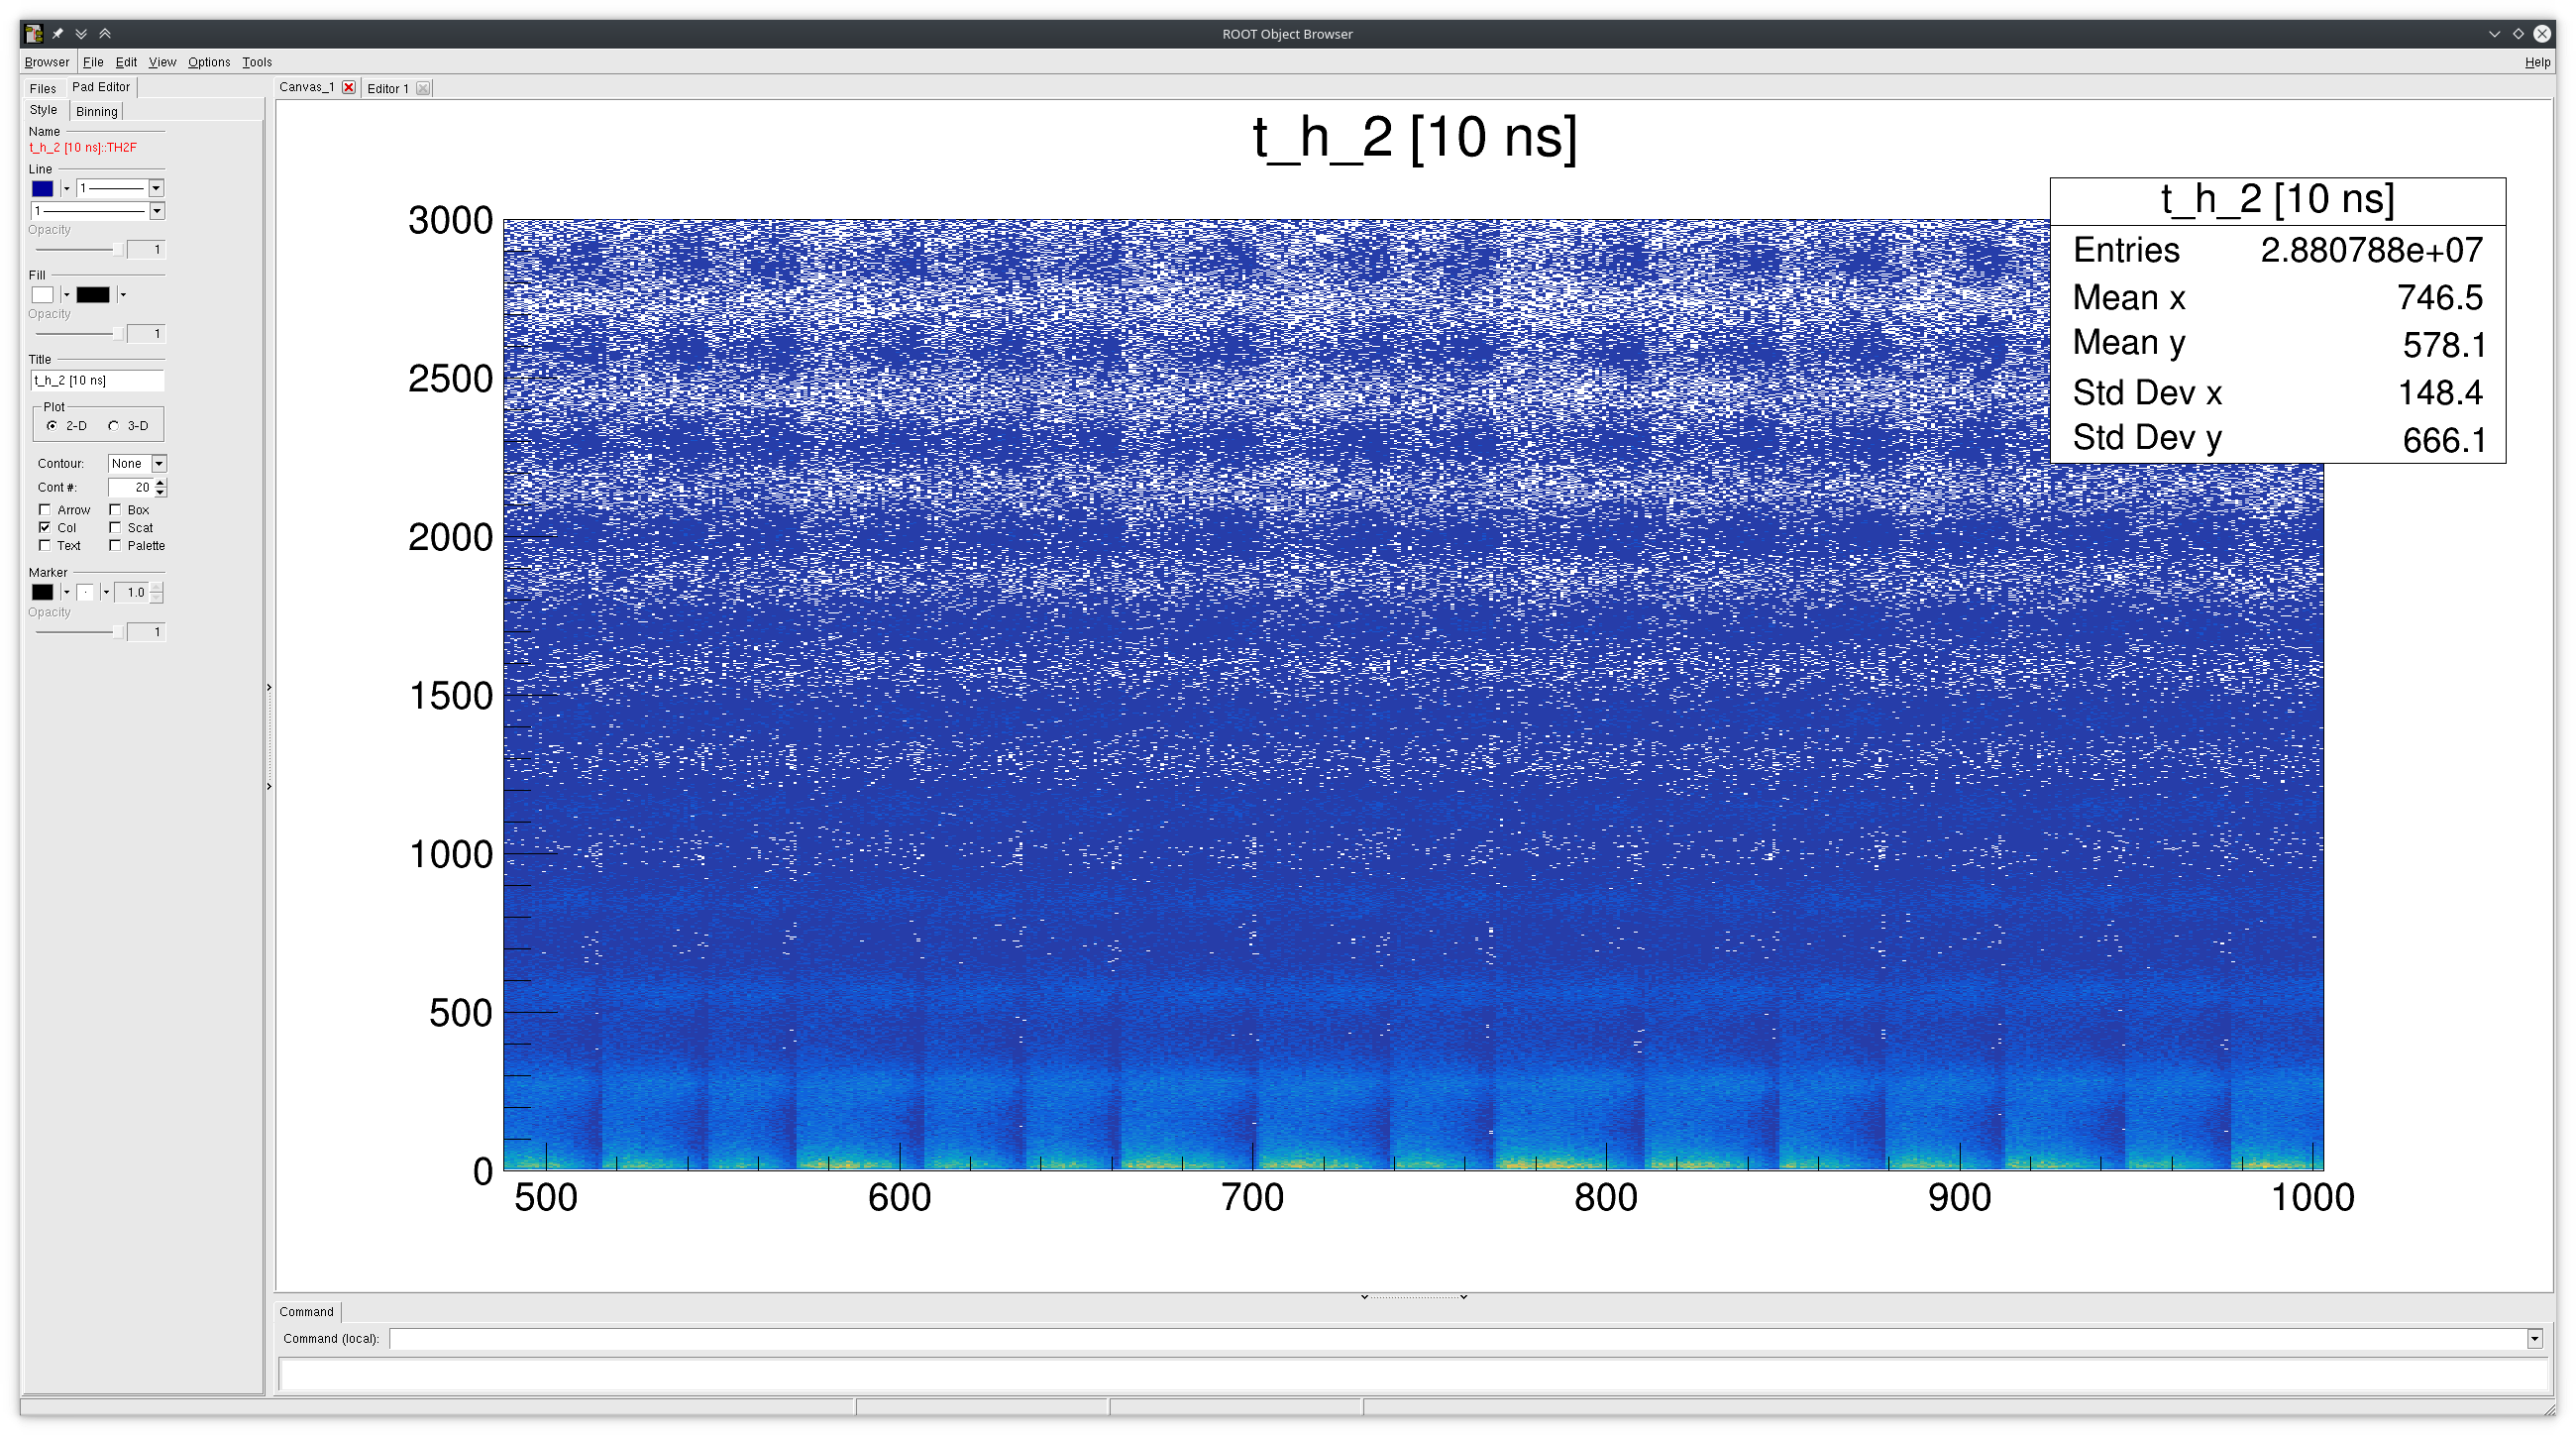 ROOT Object Browser
Browser File Edit View Options Tools Help
Files Pad Editor
Canvas_1 Editor 1
Style Binning
Name
t_h_2 [10 ns]::TH2F
Line
1
1
Opacity
1
Fill
Opacity
1
Title
t_h_2 [10 ns]
Plot
2-D 3-D
Contour: None
Cont #: 20
Arrow Box
Col Scat
Text Palette
Marker
1.0
Opacity
1
t_h_2 [10 ns]
t_h_2 [10 ns]
Entries 2.880788e+07
Mean x 746.5
Mean y 578.1
Std Dev x 148.4
Std Dev y 666.1
3000
2500
2000
1500
1000
500
0
500 600 700 800 900 1000
Command
Command (local):